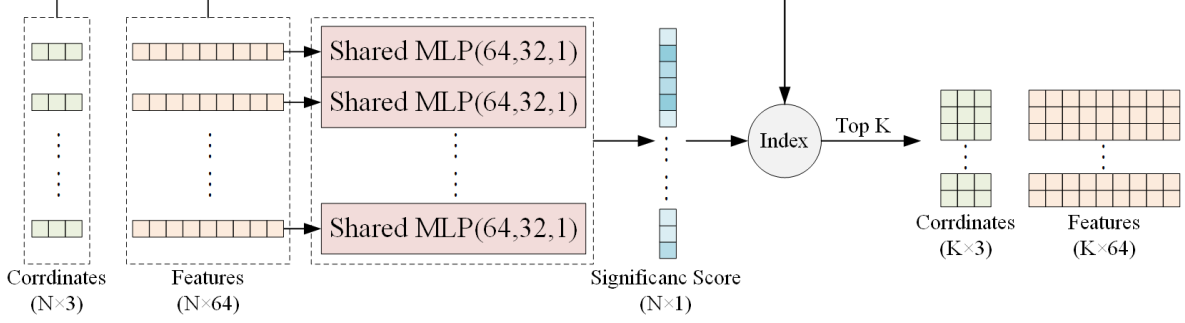 Shared MLP(64,32,1)
Shared MLP(64,32,1)
Shared MLP(64,32,1)
Index
Top K
Corrdinates
(N×3)
Features
(N×64)
Significanc Score
(N×1)
Corrdinates
(K×3)
Features
(K×64)